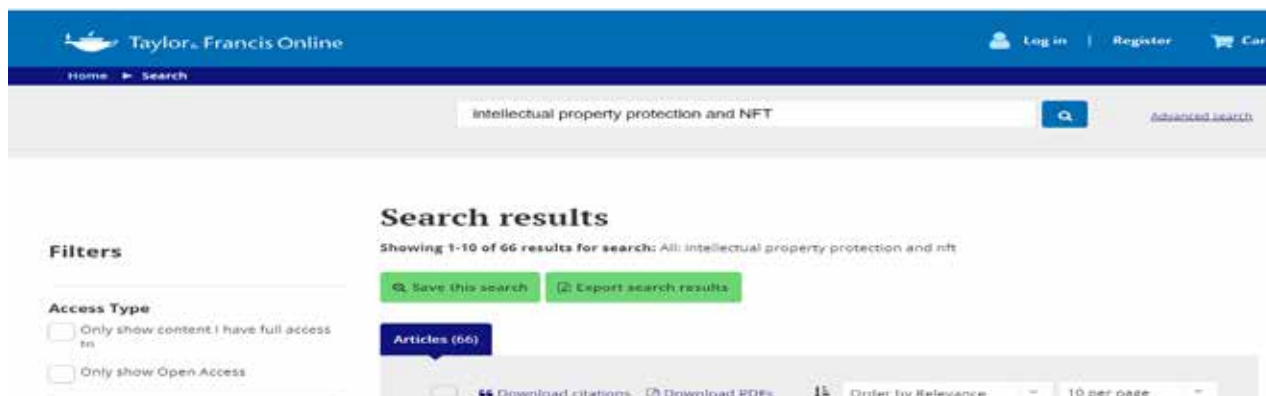 Taylor & Francis Online
Log in | Register Car
Home ► Search
intellectual property protection and NFT
Advanced search
Search results
Filters
Showing 1-10 of 66 results for search: All: intellectual property protection and nft
Save this search Export search results
Access Type
Only show content I have full access
to
Articles (66)
Only show Open Access
Download citations Download PDFs Order by Relevance 10 per page